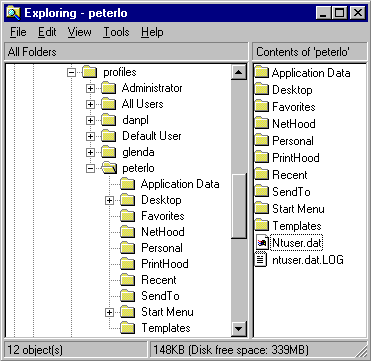 Exploring - peterlo
File Edit View Tools Help
All Folders
Contents of 'peterlo'
profiles
Administrator
All Users
danpl
Default User
glenda
peterlo
Application Data
Desktop
Favorites
NetHood
Personal
PrintHood
Recent
SendTo
Start Menu
Templates
Application Data
Desktop
Favorites
NetHood
Personal
PrintHood
Recent
SendTo
Start Menu
Templates
Ntuser.dat
ntuser.dat.LOG
12 object(s)
148KB (Disk free space: 339MB)